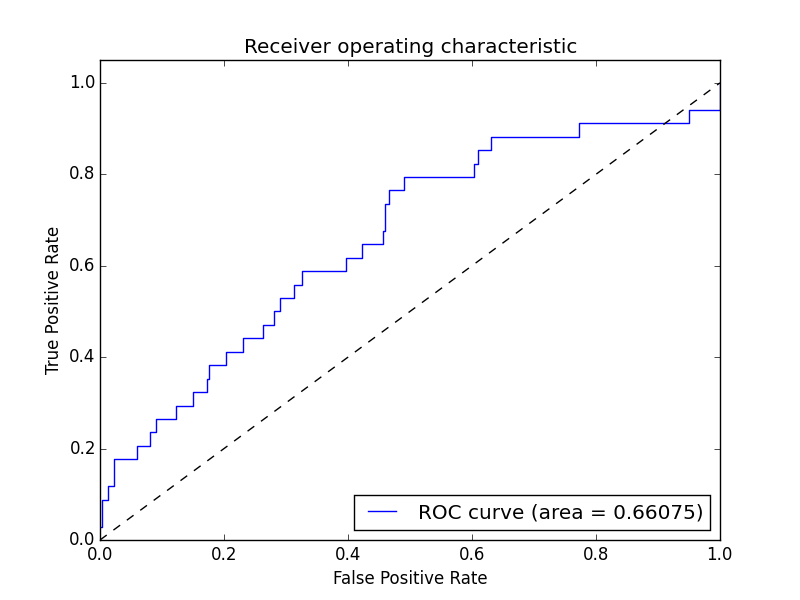 Receiver operating characteristic
1.0
0.8
0.6
0.4
0.2
0.0
True Positive Rate
0.0 0.2 0.4 0.6 0.8 1.0
False Positive Rate
ROC curve (area = 0.66075)